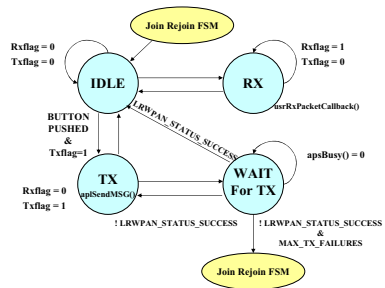 Join Rejoin FSM
Rxflag = 0
Txflag = 0
Rxflag = 1
Txflag = 0
IDLE
RX
usrRxPacketCallback()
LRWPAN_STATUS_SUCCESS
BUTTON
PUSHED
&
Txflag=1
apsBusy() = 0
TX
aplSendMSG()
WAIT
For TX
Rxflag = 0
Txflag = 1
! LRWPAN_STATUS_SUCCESS
! LRWPAN_STATUS_SUCCESS
&
MAX_TX_FAILURES
Join Rejoin FSM